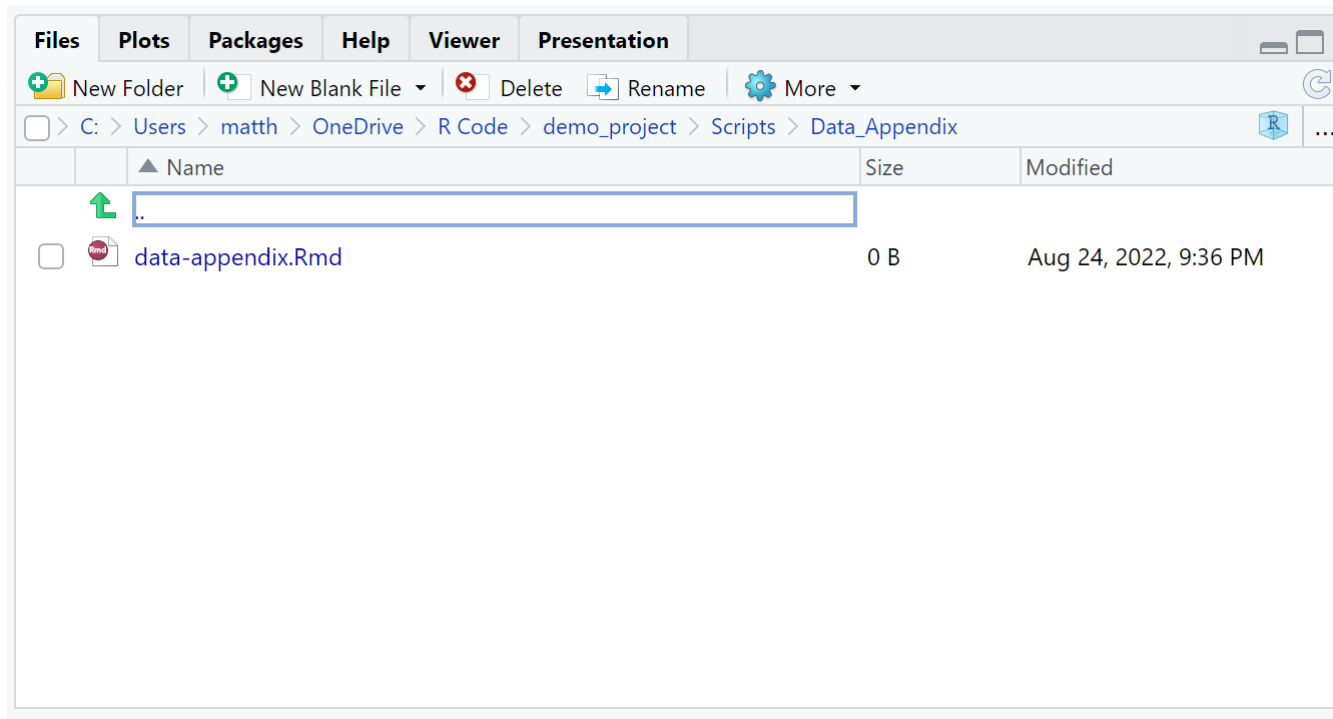 Files Plots Packages Help Viewer Presentation
New Folder New Blank File Delete Rename More
C: > Users > matth > OneDrive > R Code > demo_project > Scripts > Data_Appendix R ...
Name Size Modified
..
Rmd data-appendix.Rmd 0 B Aug 24, 2022, 9:36 PM